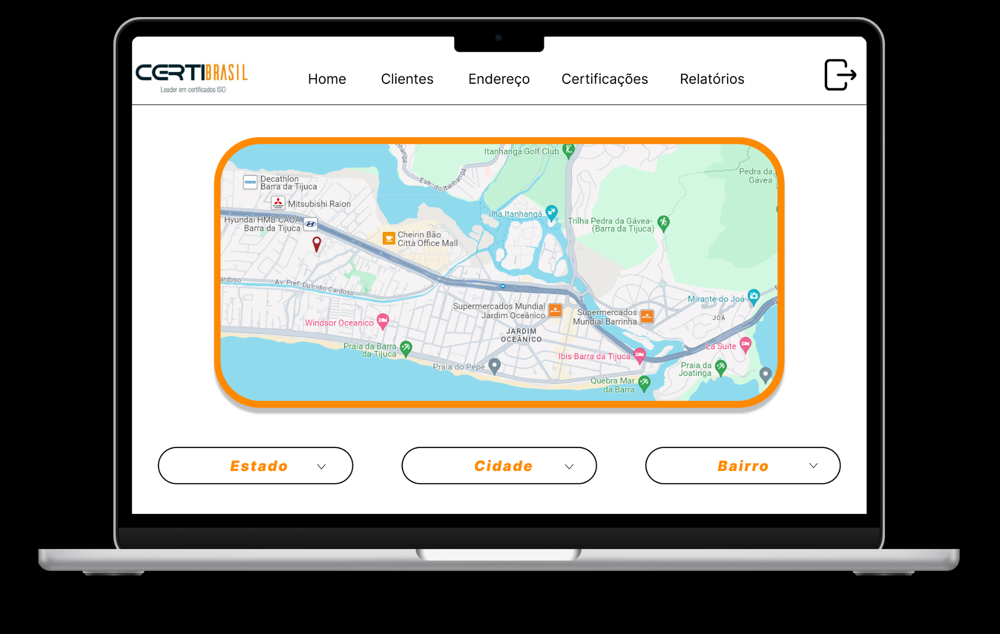 CERTIBRASIL
Leader em certificados ISO
Home
Clientes
Endereço
Certificações
Relatórios
Itanhangá Golf Club
Estr. do Itanhangá
Pedra da
Gávea
Decathlon
Barra da Tijuca
Mitsubishi Raion
Hyundai HMB CAOA
Barra da Tijuca
Ilha Itanhangá
Trilha Pedra da Gávea-
(Barra da Tijuca)
Cheirin Bão
Città Office Mall
ardoso
Av. Pref. Dulcídio Cardoso
Mirante do Joá
Supermercados Mundial
Jardim Oceânico
Supermercados
Mundial Barrinha
JOÁ
Windsor Oceanico
JARDIM
OCEÂNICO
Praia da Barra
da Tijuca
La Suite
Ibis Barra da Tijuca
Praia do Pepê
Praia da
Joatinga
Quebra Mar
da Barra
Estado
Cidade
Bairro